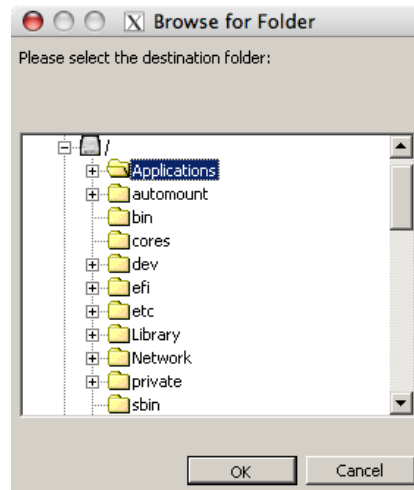 X Browse for Folder
Please select the destination folder:
/
Applications
automount
bin
cores
dev
efi
etc
Library
Network
private
sbin
OK Cancel